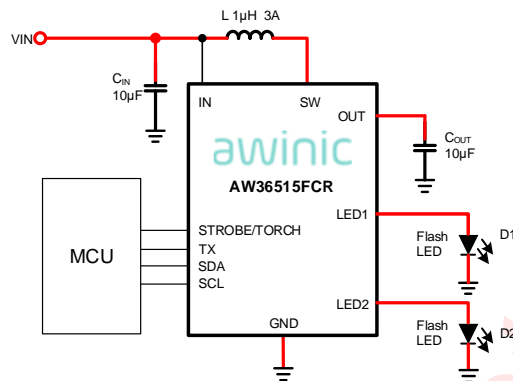 L 1µH 3A
VIN
CIN
10µF
IN
SW
OUT
COUT
10µF
awinic
AW36515FCR
MCU
STROBE/TORCH
TX
SDA
SCL
LED1
Flash
LED
D1
LED2
Flash
LED
D2
GND